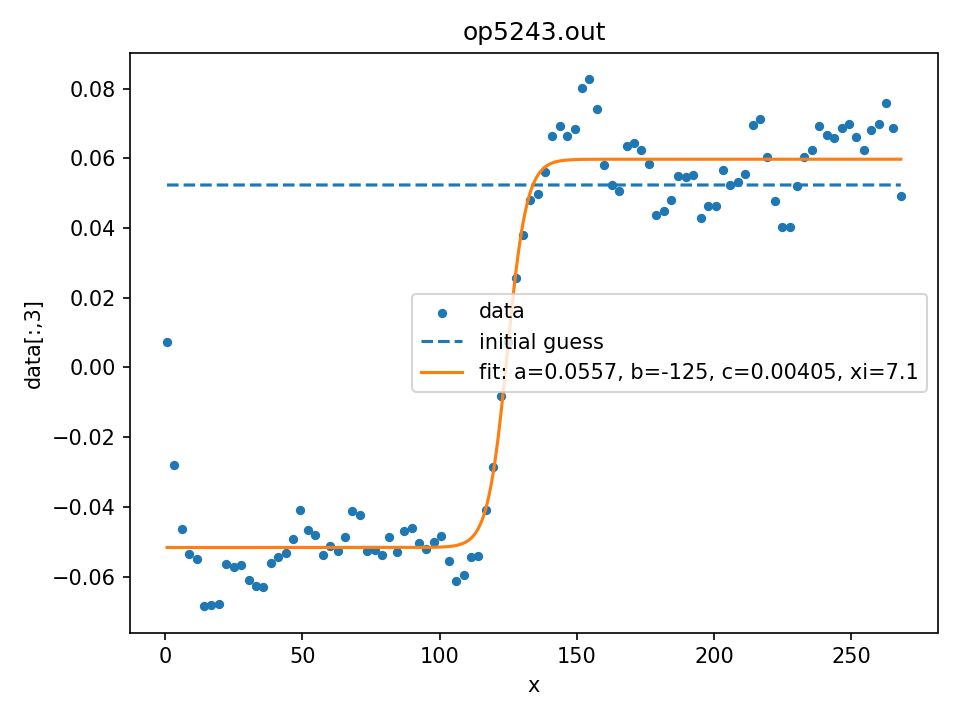 op5243.out
0.08
0.06
0.04
0.02
0.00
−0.02
−0.04
−0.06
data[:,3]
data
initial guess
fit: a=0.0557, b=-125, c=0.00405, xi=7.1
0 50 100 150 200 250
x